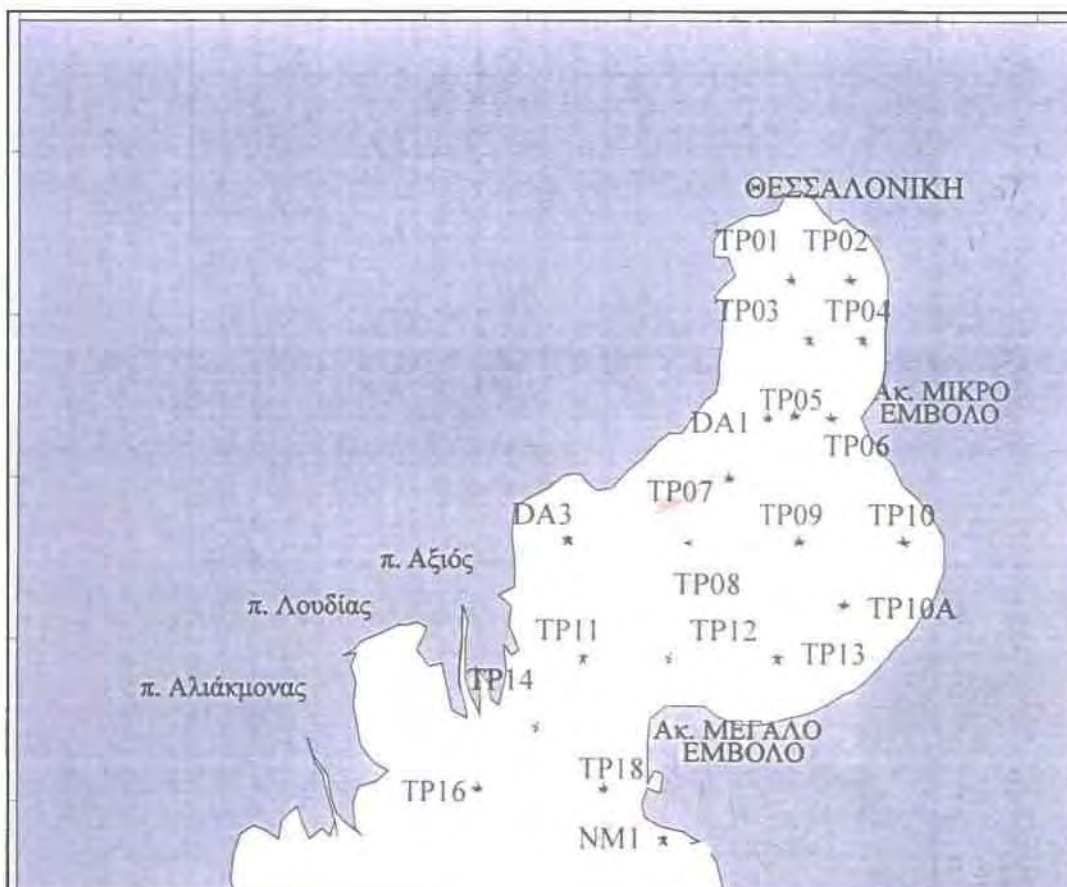 ΘΕΣΣΑΛΟΝΙΚΗ
TP01 TP02
TP03 TP04
Ακ. ΜΙΚΡΟ
ΕΜΒΟΛΟ
TP05
DA1
TP06
TP07
DA3 TP09 TP10
π. Αξιός
TP08
π. Λουδίας
TP10A
TP11 TP12
TP13
TP14
π. Αλιάκμονας
Ακ. ΜΕΓΑΛΟ
ΕΜΒΟΛΟ
TP16 TP18
NM1